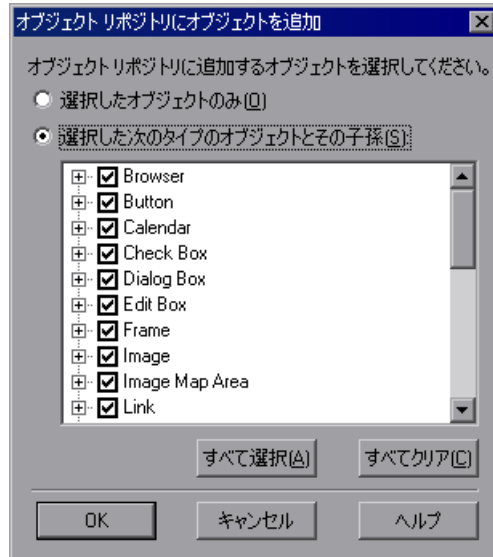 オブジェクト リポジトリにオブジェクトを追加
オブジェクト リポジトリに追加するオブジェクトを選択してください。
選択したオブジェクトのみ(O)
選択した次のタイプのオブジェクトとその子孫(S):
Browser
Button
Calendar
Check Box
Dialog Box
Edit Box
Frame
Image
Image Map Area
Link
すべて選択(A) すべてクリア(C)
OK キャンセル ヘルプ